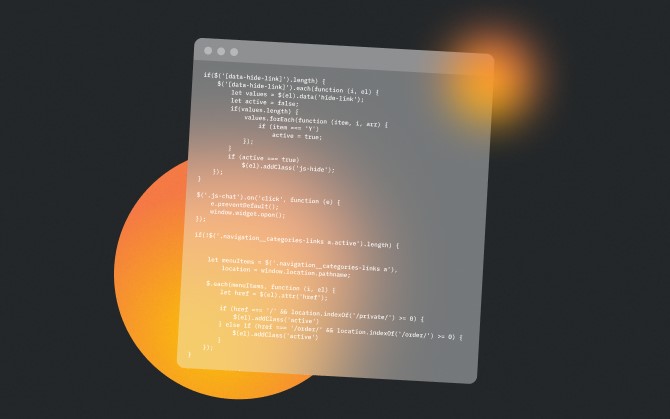 if($('[data-hide-link]').length) {
$('[data-hide-link]').each(function (i, el) {
let values = $(el).data('hide-link');
let active = false;
if(values.length) {
values.forEach(function (item, i, arr) {
if (item === 'Y')
active = true;
});
}
if (active === true)
$(el).addClass('js-hide');
});
}
$('.js-chat').on('click', function (e) {
e.preventDefault();
window.widget.open();
});
if(!$('.navigation__categories-links a.active').length) {
let menuItems = $('.navigation__categories-links a'),
location = window.location.pathname;
$.each(menuItems, function (i, el) {
let href = $(el).attr('href');
if (href === '/' && location.indexOf('/private/') >= 0) {
$(el).addClass('active')
} else if (href === '/order/' && location.indexOf('/order/') >= 0) {
$(el).addClass('active')
}
});
}